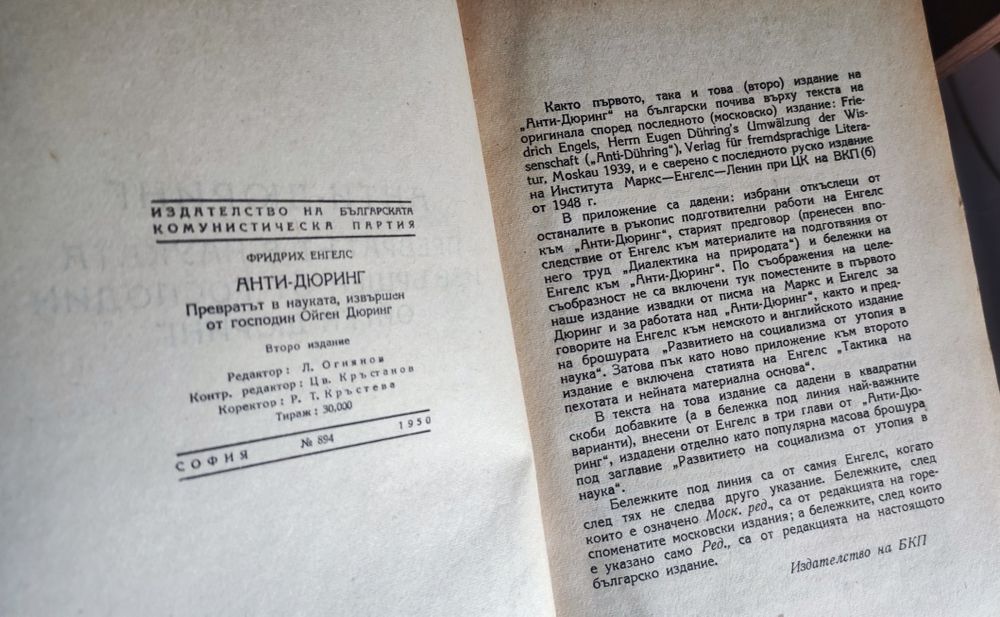 ИЗДАТЕЛСТВО НА БЪЛГАРСКАТА
КОМУНИСТИЧЕСКА ПАРТИЯ
ФРИДРИХ ЕНГЕЛС
АНТИ-ДЮРИНГ
Превратът в науката, извършен
от господин Ойген Дюринг
Второ издание
Редактор: Л. Огнянов
Контр. редактор: Цв. Кръстанов
Коректор: Р. Т. Кръстева
Тираж: 30,000
№ 894
1950
СОФИЯ
Както първото, така и това (второ) издание на
„Анти-Дюринг“ на български почива върху текста на
оригинала според последното (московско) издание: Frie-
drich Engels, Herrn Eugen Dühring's Umwälzung der Wis-
senschaft („Anti-Dühring“), Verlag für fremdsprachige Litera-
tur, Moskau 1939, и е сверено с последното руско издание
на Института Маркс—Енгелс—Ленин при ЦК на ВКП(б)
от 1948 г.
В приложение са дадени: избрани откъслеци от
останалите в ръкопис подготвителни работи на Енгелс
към „Анти-Дюринг“, старият предговор (пренесен впо-
следствие от Енгелс към материалите на подготвяния от
него труд „Диалектика на природата“) и бележки на
Енгелс към „Анти-Дюринг“. По съображения на целе-
съобразност не са включени тук поместените в първото
наше издание извадки от писма на Маркс и Енгелс за
Дюринг и за работата над „Анти-Дюринг“, както и пред-
говорите на Енгелс към немското и английското издание
на брошурата „Развитието на социализма от утопия в
наука“. Затова пък като ново приложение към второто
издание е включена статията на Енгелс „Тактика на
пехотата и нейната материална основа“.
В текста на това издание са дадени в квадратни
скоби добавките (а в бележка под линия най-важните
варианти), внесени от Енгелс в три глави от „Анти-Дю-
ринг“, издадени отделно като популярна масова брошура
под заглавие „Развитието на социализма от утопия в
наука“.
Бележките под линия са от самия Енгелс, когато
след тях не следва друго указание. Бележките, след
които е означено Моск. ред., са от редакцията на горе-
споменатите московски издания; а бележките, след които
е указано само Ред., са от редакцията на настоящото
българско издание.
Издателство на БКП